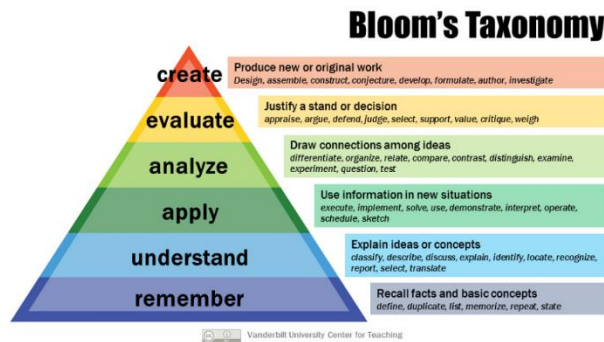 Bloom's Taxonomy
create
Produce new or original work
Design, assemble, construct, conjecture, develop, formulate, author, investigate
evaluate
Justify a stand or decision
appraise, argue, defend, judge, select, support, value, critique, weigh
analyze
Draw connections among ideas
differentiate, organize, relate, compare, contrast, distinguish, examine,
experiment, question, test
apply
Use information in new situations
execute, implement, solve, use, demonstrate, interpret, operate,
schedule, sketch
understand
Explain ideas or concepts
classify, describe, discuss, explain, identify, locate, recognize,
report, select, translate
remember
Recall facts and basic concepts
define, duplicate, list, memorize, repeat, state
Vanderbilt University Center for Teaching